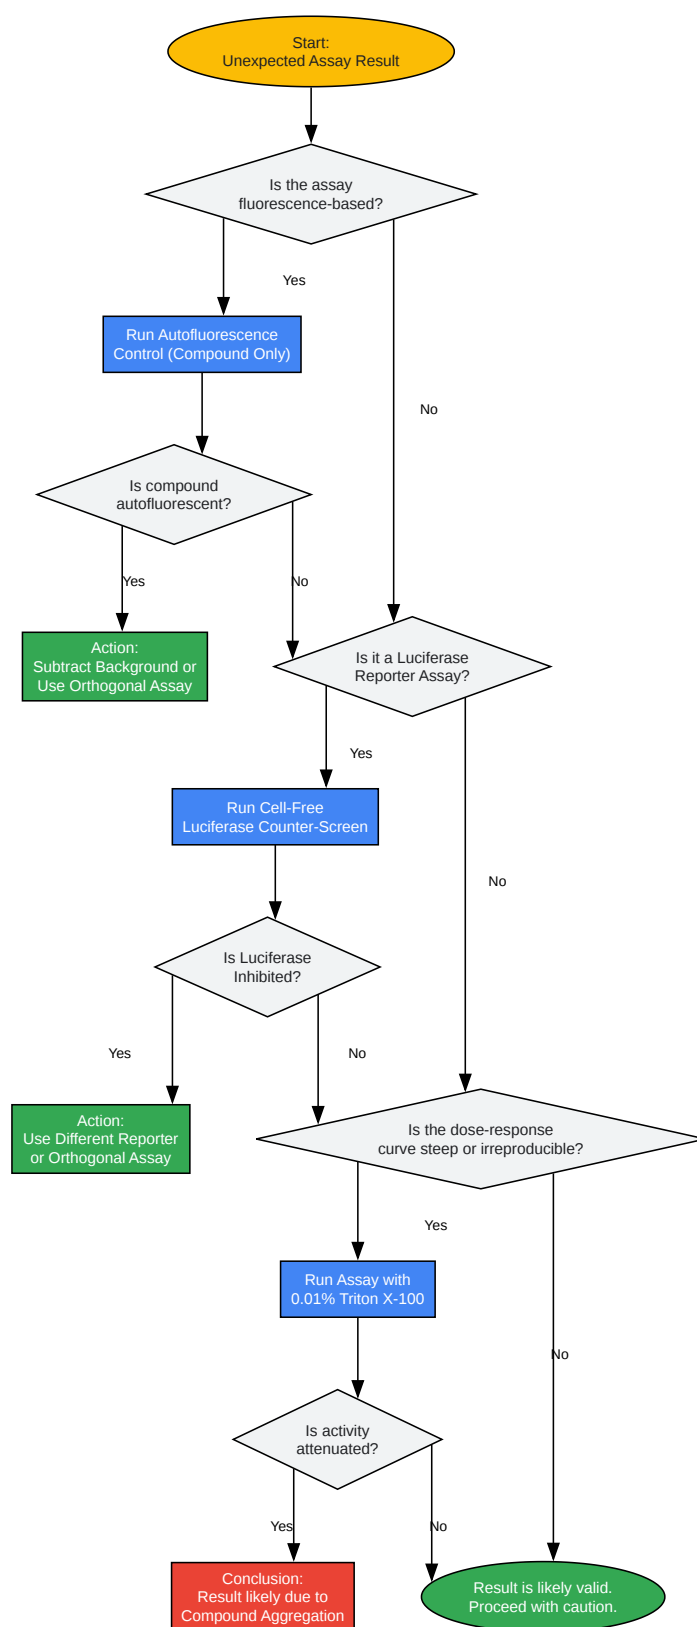 Start:
Unexpected Assay Result
Is the assay
fluorescence-based?
Yes
Run Autofluorescence
Control (Compound Only)
No
Is compound
autofluorescent?
Yes
No
Action:
Subtract Background or
Use Orthogonal Assay
Is it a Luciferase
Reporter Assay?
Yes
Run Cell-Free
Luciferase Counter-Screen
No
Is Luciferase
Inhibited?
Yes
No
Action:
Use Different Reporter
or Orthogonal Assay
Is the dose-response
curve steep or irreproducible?
Yes
Run Assay with
0.01% Triton X-100
No
Is activity
attenuated?
Yes
No
Conclusion:
Result likely due to
Compound Aggregation
Result is likely valid.
Proceed with caution.